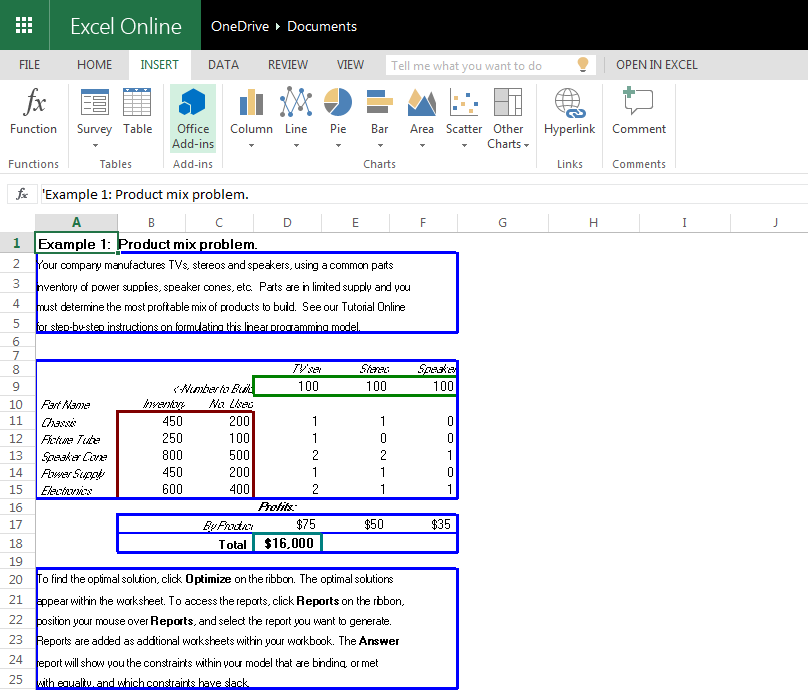 Excel Online OneDrive Documents
FILE HOME INSERT DATA REVIEW VIEW Tell me what you want to do OPEN IN EXCEL
fx
Function Survey Table Office Add-ins Column Line Pie Bar Area Scatter Other Charts Hyperlink Comment
Functions Tables Add-ins Charts Links Comments
fx 'Example 1: Product mix problem.
A B C D E F G H I J
1 Example 1: Product mix problem.
2 Your company manufactures TVs, stereos and speakers, using a common parts
3 inventory of power supplies, speaker cones, etc. Parts are in limited supply and you
4 must determine the most profitable mix of products to build. See our Tutorial Online
5 for step-by-step instructions on formulating this linear programming model.
6
7
8 TV set Stereo Speaker
9 <-Number to Build 100 100 100
10 Part Name Inventory No. Used
11 Chassis 450 200 1 1 0
12 Picture Tube 250 100 1 0 0
13 Speaker Cone 800 500 2 2 1
14 Power Supply 450 200 1 1 0
15 Electronics 600 400 2 1 1
16 Profits:
17 By Product $75 $50 $35
18 Total $16,000
19
20 To find the optimal solution, click Optimize on the ribbon. The optimal solutions
21 appear within the worksheet. To access the reports, click Reports on the ribbon,
22 position your mouse over Reports, and select the report you want to generate.
23 Reports are added as additional worksheets within your workbook. The Answer
24 report will show you the constraints within your model that are binding, or met
25 with equality, and which constraints have slack.